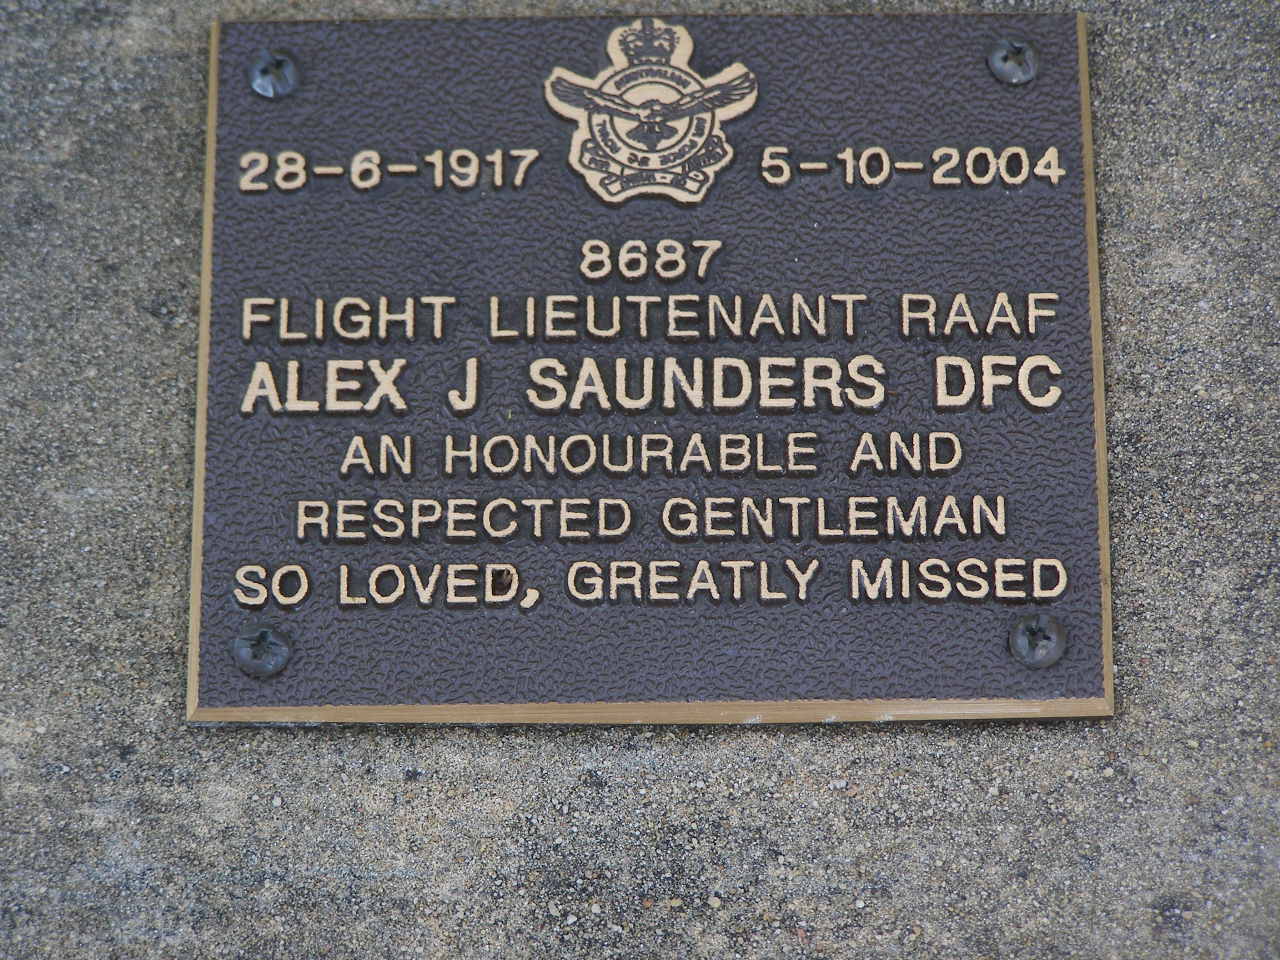 28-6-1917 5-10-2004
8687
FLIGHT LIEUTENANT RAAF
ALEX J SAUNDERS DFC
AN HONOURABLE AND
RESPECTED GENTLEMAN
SO LOVED, GREATLY MISSED